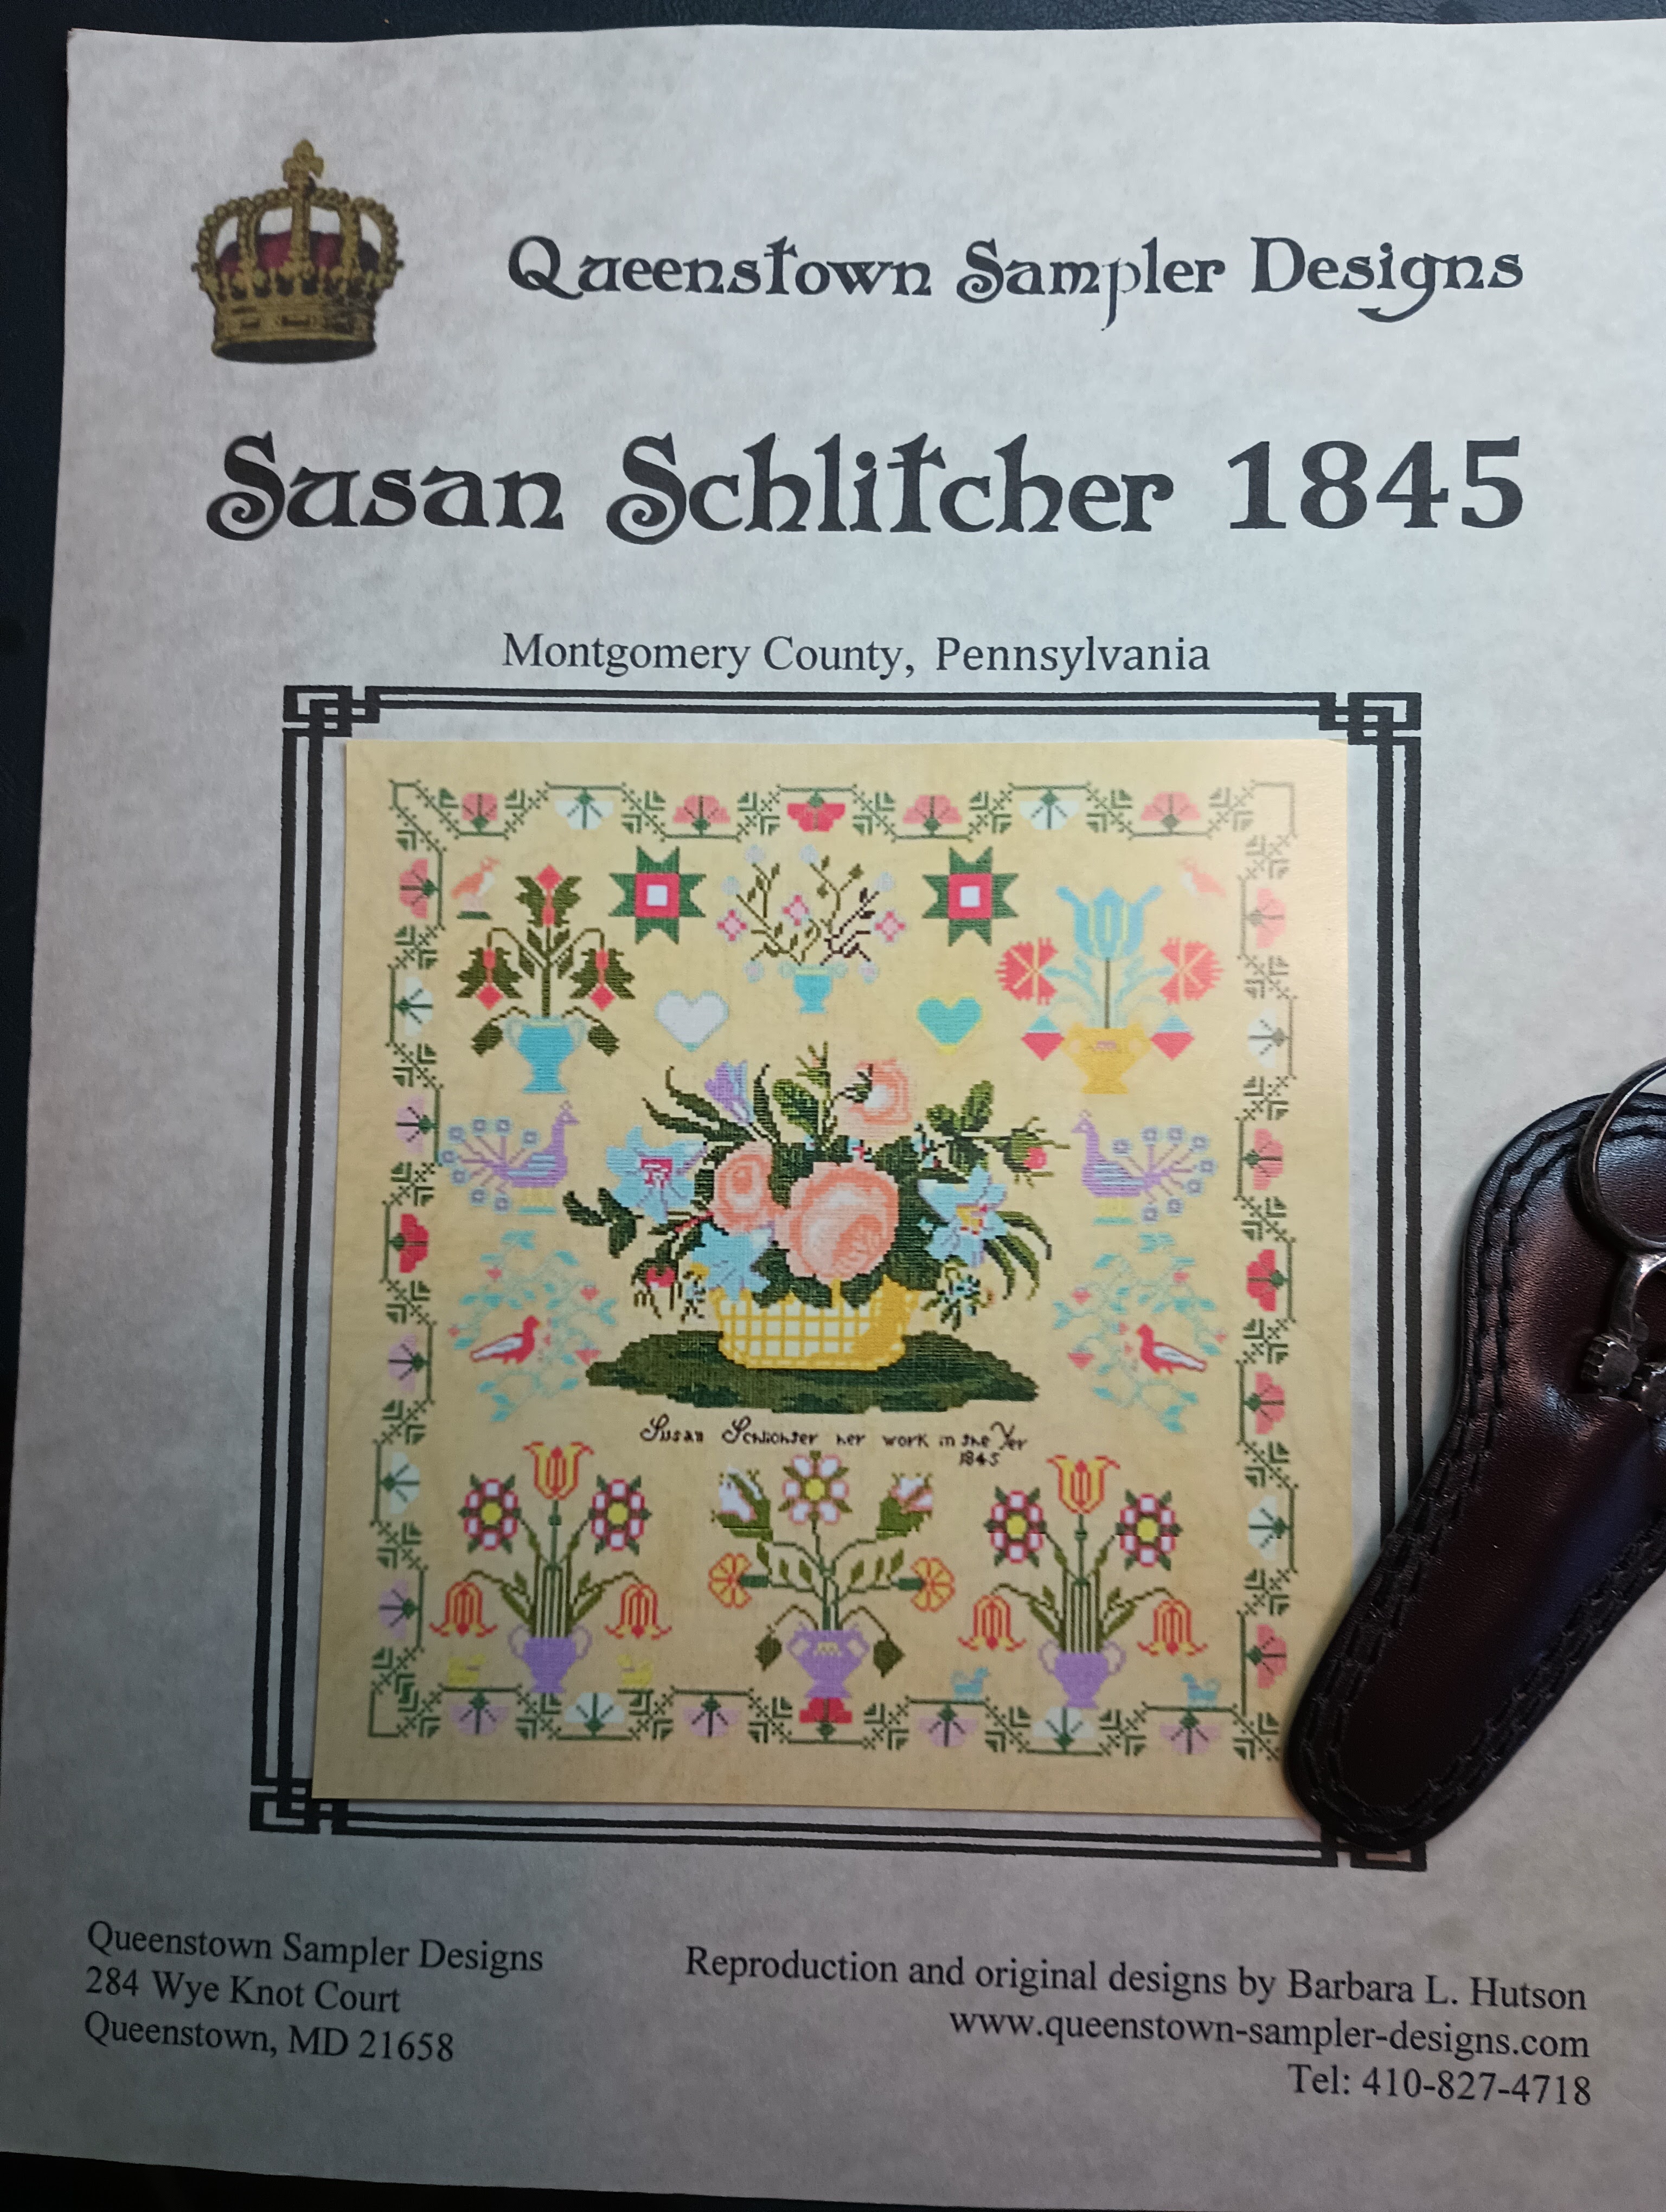 Queenstown Sampler Designs
Susan Schlitcher 1845
Montgomery County, Pennsylvania
Susan Schlichter her work in the Yer
1845
Queenstown Sampler Designs
284 Wye Knot Court
Queenstown, MD 21658
Reproduction and original designs by Barbara L. Hutson
www.queenstown-sampler-designs.com
Tel: 410-827-4718